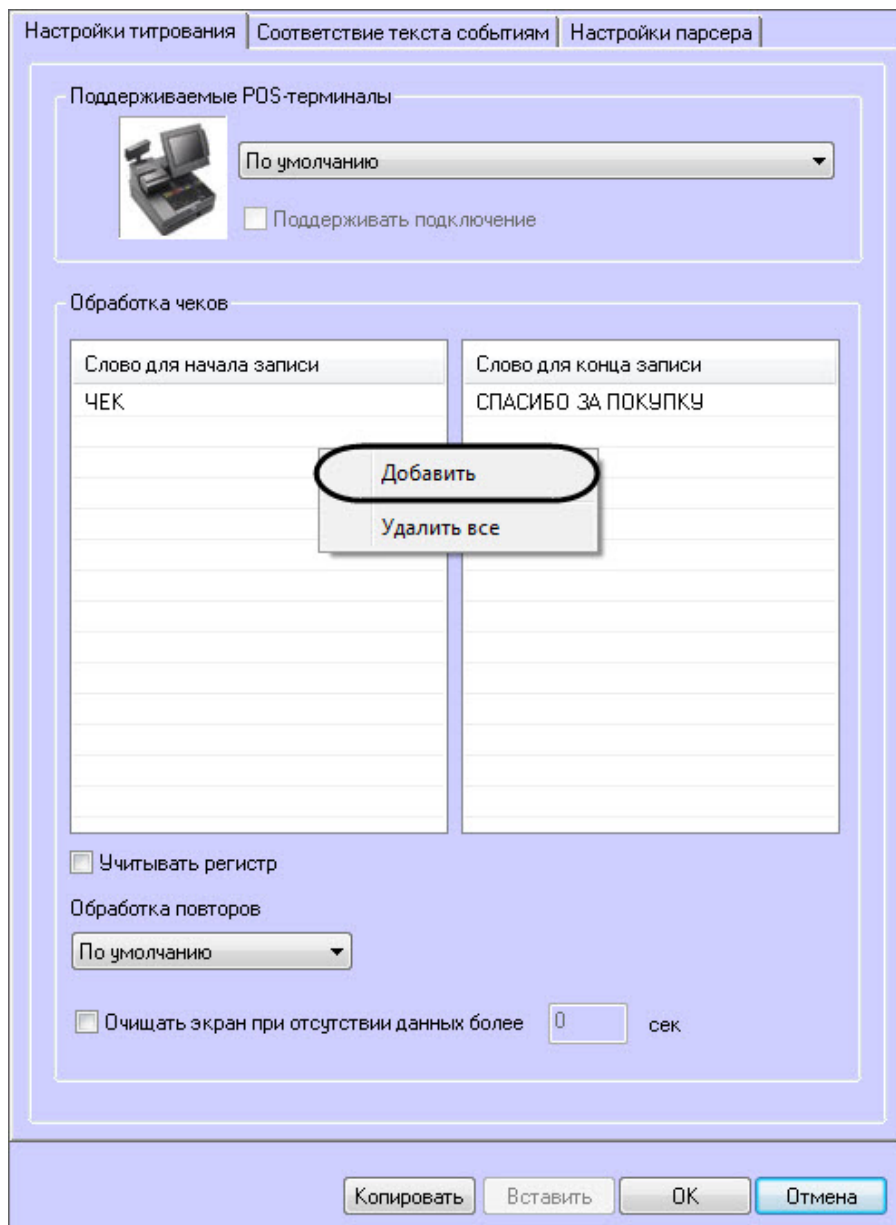 Настройки титрования Соответствие текста событиям Настройки парсера
Поддерживаемые POS-терминалы
По умолчанию
Поддерживать подключение
Обработка чеков
Слово для начала записи Слово для конца записи
ЧЕК СПАСИБО ЗА ПОКУПКУ
Добавить
Удалить все
Учитывать регистр
Обработка повторов
По умолчанию
Очищать экран при отсутствии данных более 0 сек
Копировать Вставить OK Отмена